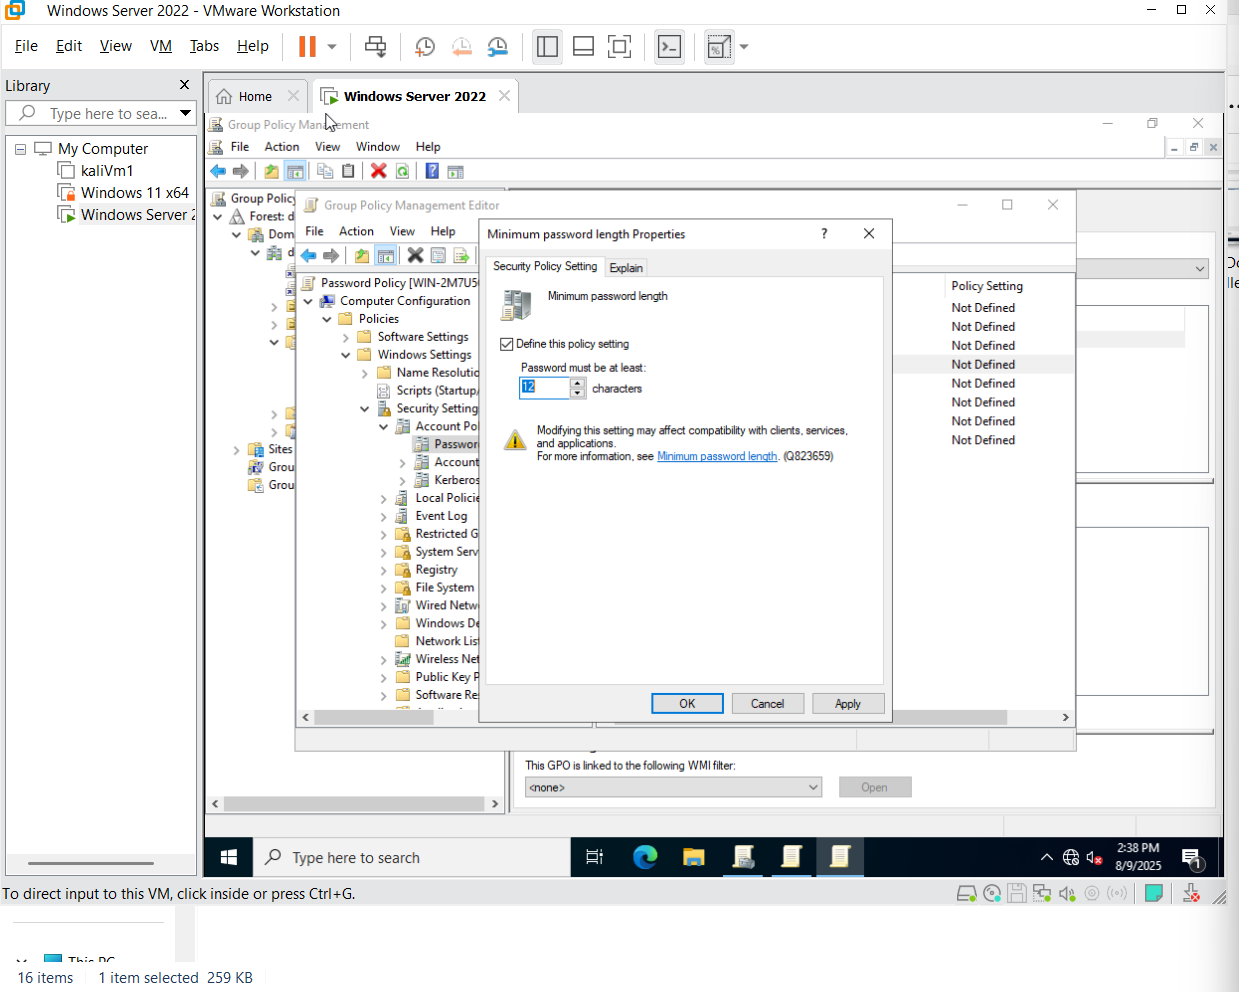 Windows Server 2022 - VMware Workstation
File Edit View VM Tabs Help
Library
Type here to sea...
My Computer
kaliVm1
Windows 11 x64
Windows Server 2
Home
Windows Server 2022
Group Policy Management
File Action View Window Help
Group Policy
Forest: d
Dom
d
Sites
Grou
Grou
Group Policy Management Editor
File Action View Help
Password Policy [WIN-2M7U5
Computer Configuration
Policies
Software Settings
Windows Settings
Name Resolutio
Scripts (Startup/
Security Setting
Account Pol
Passwor
Account
Kerberos
Local Policie
Event Log
Restricted G
System Serv
Registry
File System
Wired Netw
Windows De
Network List
Wireless Net
Public Key P
Software Re
Policy Setting
Not Defined
Not Defined
Not Defined
Not Defined
Not Defined
Not Defined
Not Defined
Not Defined
Minimum password length Properties
?
Security Policy Setting
Explain
Minimum password length
Define this policy setting
Password must be at least:
12
characters
Modifying this setting may affect compatibility with clients, services,
and applications.
For more information, see Minimum password length. (Q823659)
OK
Cancel
Apply
This GPO is linked to the following WMI filter:
<none>
Open
Type here to search
2:38 PM
8/9/2025
1
To direct input to this VM, click inside or press Ctrl+G.
This PC
16 items
1 item selected 259 KB